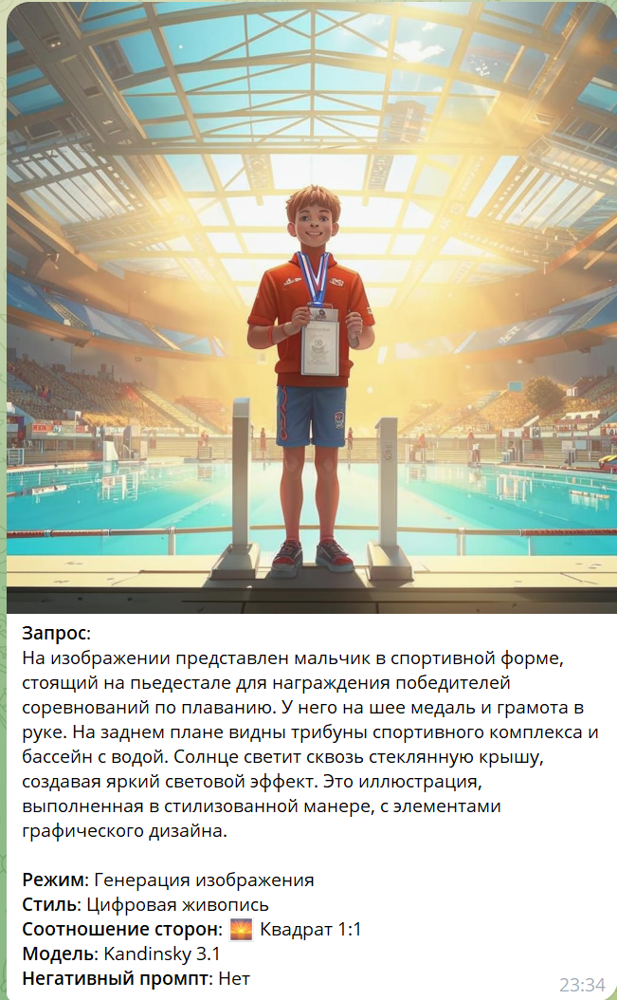 Запрос:
На изображении представлен мальчик в спортивной форме,
стоящий на пьедестале для награждения победителей
соревнований по плаванию. У него на шее медаль и грамота в
руке. На заднем плане видны трибуны спортивного комплекса и
бассейн с водой. Солнце светит сквозь стеклянную крышу,
создавая яркий световой эффект. Это иллюстрация,
выполненная в стилизованной манере, с элементами
графического дизайна.
Режим: Генерация изображения
Стиль: Цифровая живопись
Соотношение сторон: Квадрат 1:1
Модель: Kandinsky 3.1
Негативный промпт: Нет
23:34